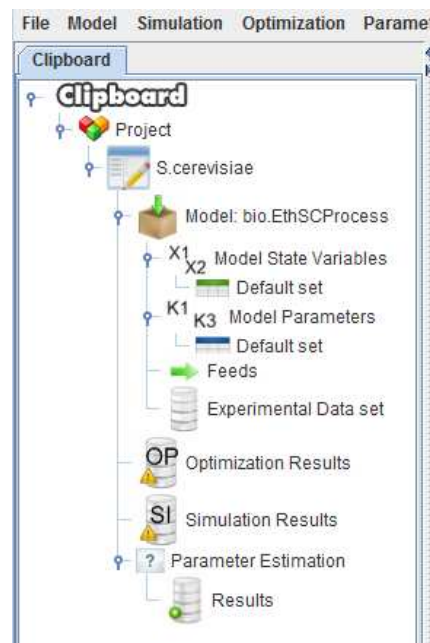 File Model Simulation Optimization Paramet
Clipboard
Clipboard
Project
S.cerevisiae
Model: bio.EthSCProcess
X1 X2 Model State Variables
Default set
K1 K3 Model Parameters
Default set
Feeds
Experimental Data set
OP Optimization Results
SI Simulation Results
? Parameter Estimation
Results